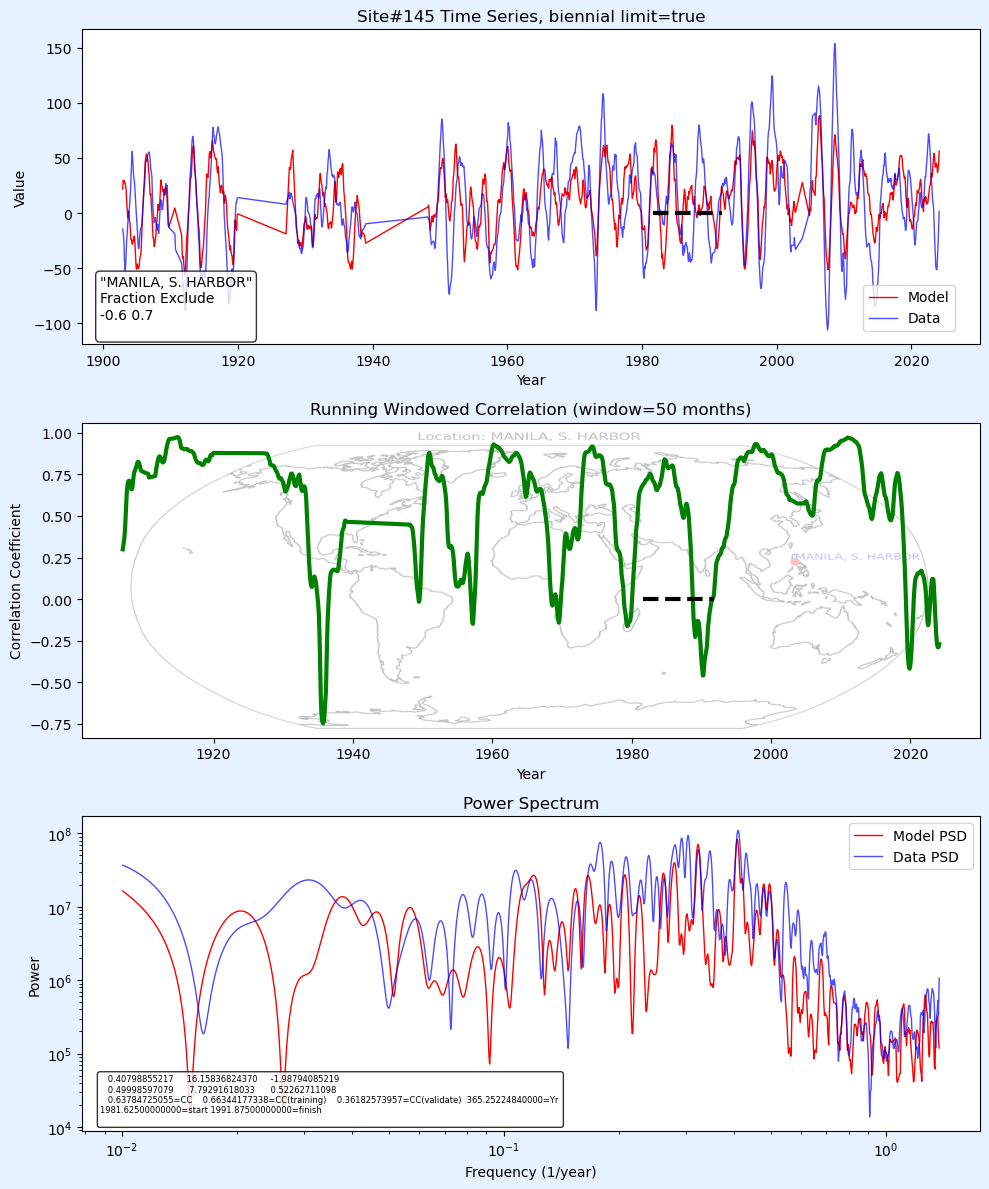 Site#145 Time Series, biennial limit=true
Value
150
100
50
0
−50
−100
"MANILA, S. HARBOR"
Fraction Exclude
-0.6 0.7
Model
Data
1900 1920 1940 1960 1980 2000 2020
Year
Running Windowed Correlation (window=50 months)
Correlation Coefficient
1.00
0.75
0.50
0.25
0.00
−0.25
−0.50
−0.75
Location: MANILA, S. HARBOR
MANILA, S. HARBOR
1920 1940 1960 1980 2000 2020
Year
Power Spectrum
Power
10⁸
10⁷
10⁶
10⁵
10⁴
Model PSD
Data PSD
0.40798855217 16.15836824370 -1.98794085219
0.49998597079 7.79291618033 0.52262711098
0.63784725055=CC 0.66344177338=CC(training) 0.36182573957=CC(validate) 365.25224840000=Yr
1981.62500000000=start 1991.87500000000=finish
10⁻² 10⁻¹ 10⁰
Frequency (1/year)